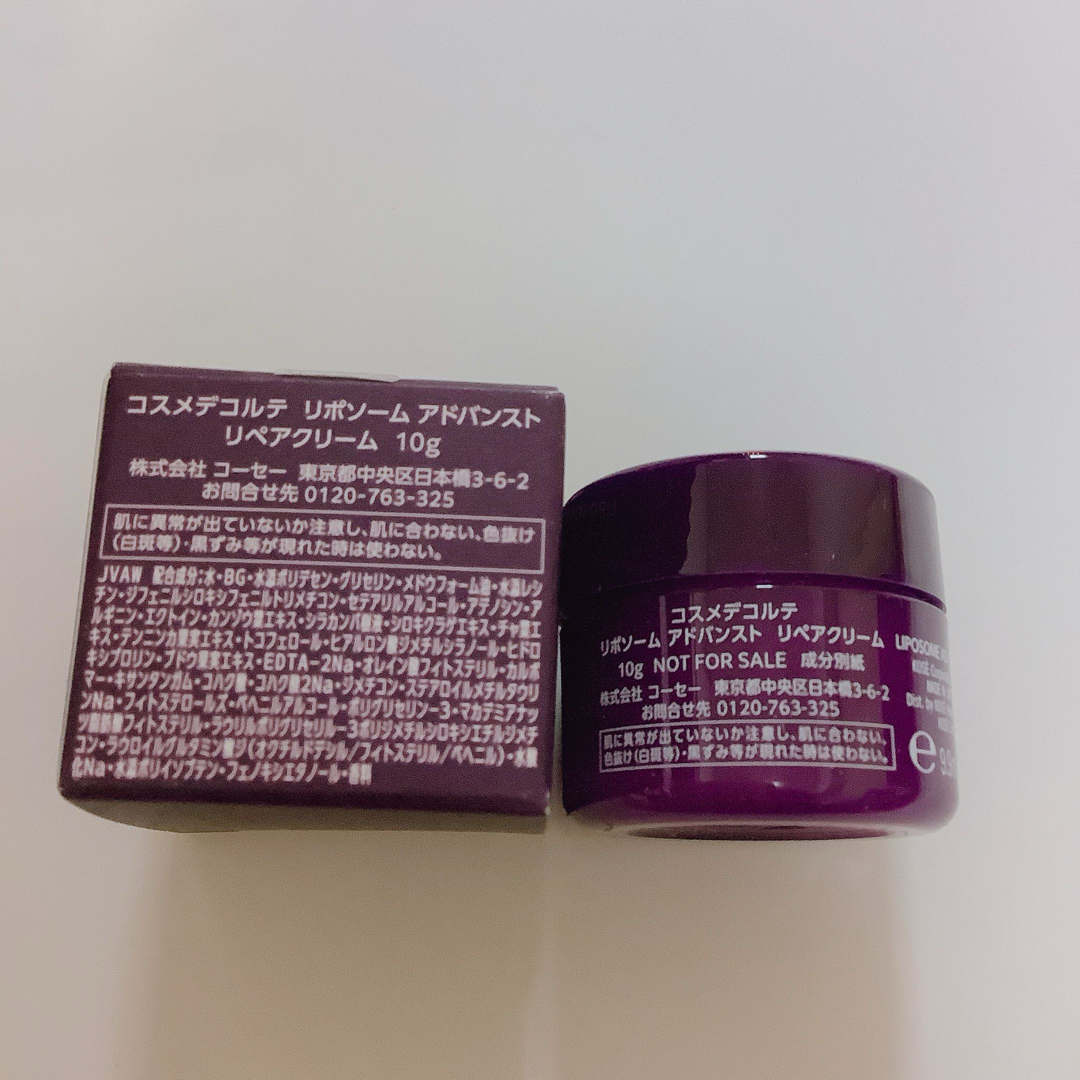 コスメデコルテ リポソーム アドバンスト
リペアクリーム 10g
株式会社 コーセー 東京都中央区日本橋3-6-2
お問合せ先 0120-763-325
肌に異常が出ていないか注意し、肌に合わない、色抜け
(白斑等)・黒ずみ等が現れた時は使わない。
JVAW 配合成分:水・BG・水添ポリデセン・グリセリン・メドウフォーム油・水添レシ
チン・ジフェニルシロキシフェニルトリメチコン・セテアリルアルコール・アデノシン・ア
ルギニン・エクトイン・カンゾウ葉エキス・シラカンバ樹液・シロキクラゲエキス・チャ葉エ
キス・テンニンカ果実エキス・トコフェロール・ヒアルロン酸ジメチルシラノール・ヒドロ
キシプロリン・ブドウ果実エキス・EDTA-2Na・オレイン酸フィトステリル・カルボ
マー・キサンタンガム・コハク酸・コハク酸2Na・ジメチコン・ステアロイルメチルタウリ
ンNa・フィトステロールズ・ベヘニルアルコール・ポリグリセリン-3・マカデミアナッ
ツ脂肪酸フィトステリル・ラウリルポリグリセリル-3ポリジメチルシロキシエチルジメチ
コン・ラウロイルグルタミン酸ジ(オクチルドデシル/フィトステリル/ベヘニル)・水酸
化Na・水添ポリイソブテン・フェノキシエタノール・香料
コスメデコルテ
リポソーム アドバンスト リペアクリーム
10g NOT FOR SALE 成分別紙
株式会社 コーセー 東京都中央区日本橋3-6-2
お問合せ先 0120-763-325
肌に異常が出ていないか注意し、肌に合わない、
色抜け(白斑等)・黒ずみ等が現れた時は使わない。
LIPOSOME
Dist. by
e